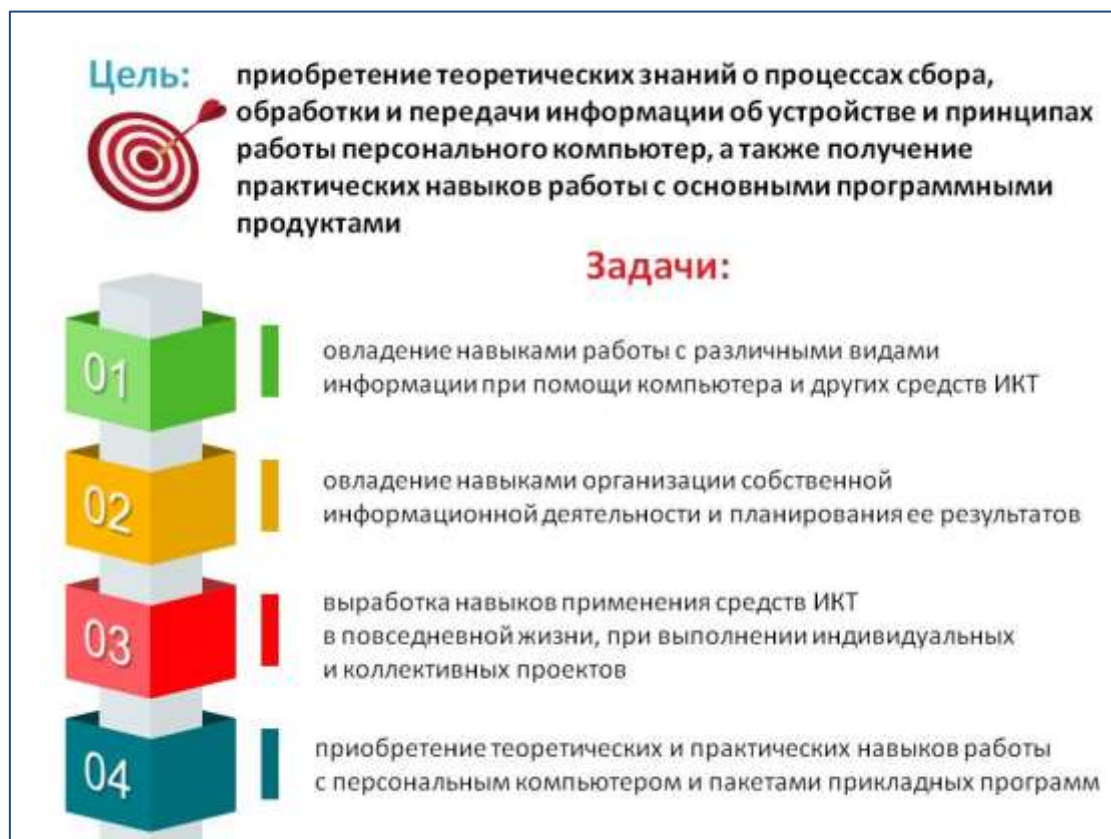 Цель:
приобретение теоретических знаний о процессах сбора,
обработки и передачи информации об устройстве и принципах
работы персонального компьютер, а также получение
практических навыков работы с основными программными
продуктами
Задачи:
01
овладение навыками работы с различными видами
информации при помощи компьютера и других средств ИКТ
02
овладение навыками организации собственной
информационной деятельности и планирования ее результатов
03
выработка навыков применения средств ИКТ
в повседневной жизни, при выполнении индивидуальных
и коллективных проектов
04
приобретение теоретических и практических навыков работы
с персональным компьютером и пакетами прикладных программ